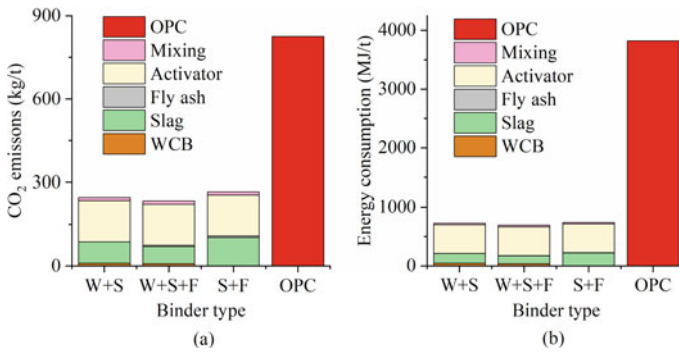 900
600
300
0
CO2 emissons (kg/t)
OPC
Mixing
Activator
Fly ash
Slag
WCB
W+S W+S+F S+F OPC
Binder type
(a)
4000
3000
2000
1000
0
Energy consumption (MJ/t)
OPC
Mixing
Activator
Fly ash
Slag
WCB
W+S W+S+F S+F OPC
Binder type
(b)